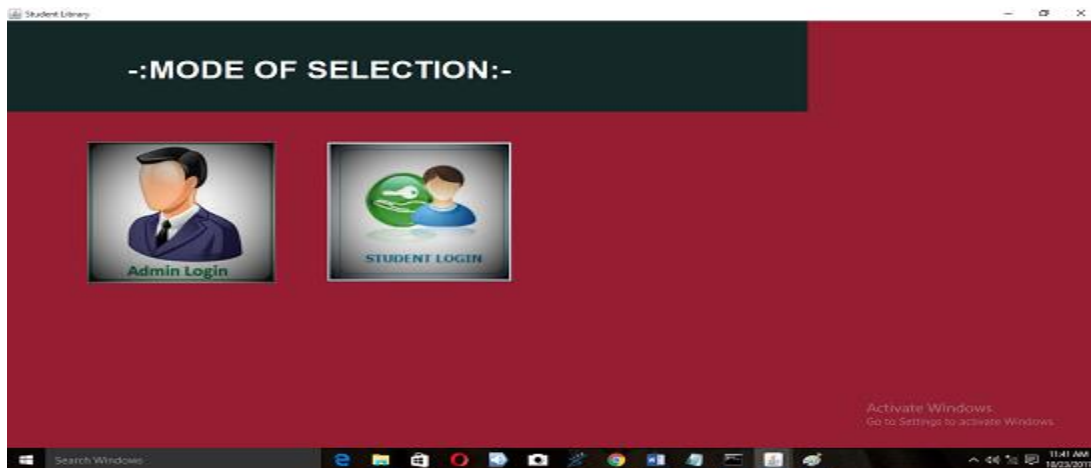 Student Library
-:MODE OF SELECTION:-
Admin Login
STUDENT LOGIN
Activate Windows
Go to Settings to activate Windows.
Search Windows
11:41 AM